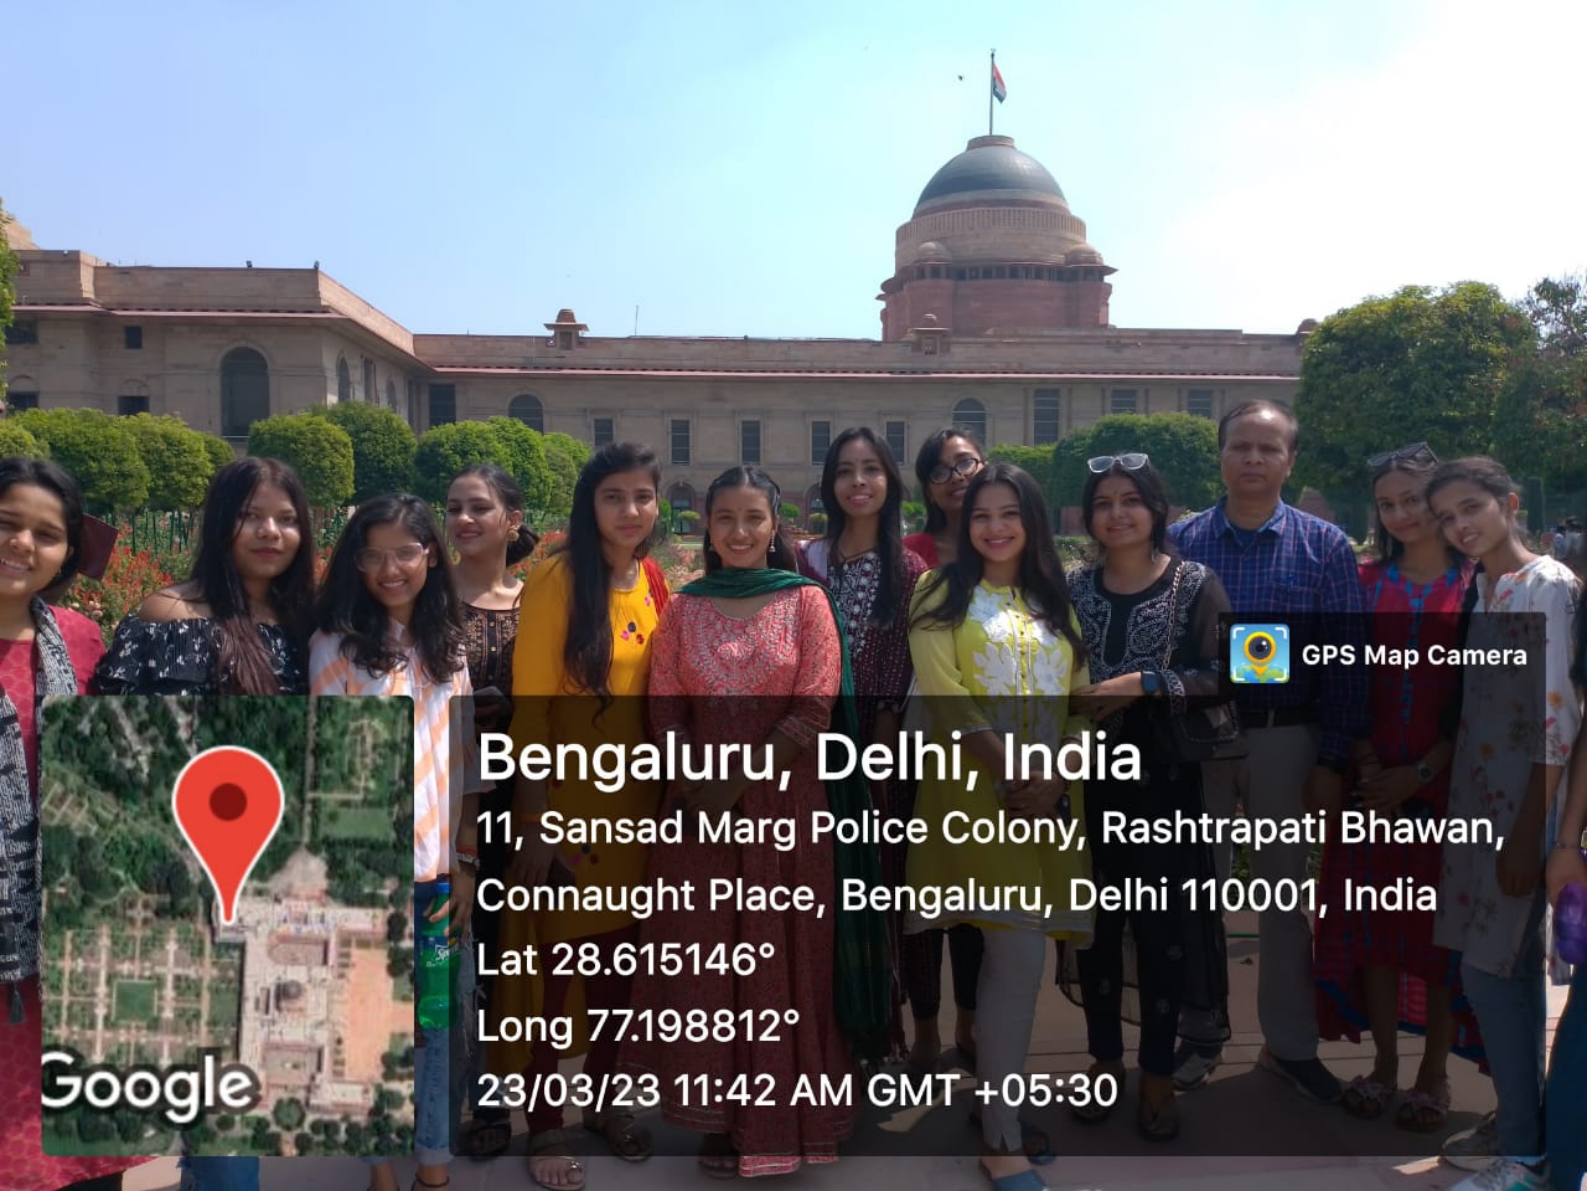 GPS Map Camera
Bengaluru, Delhi, India
11, Sansad Marg Police Colony, Rashtrapati Bhawan,
Connaught Place, Bengaluru, Delhi 110001, India
Lat 28.615146°
Long 77.198812°
23/03/23 11:42 AM GMT +05:30
Google